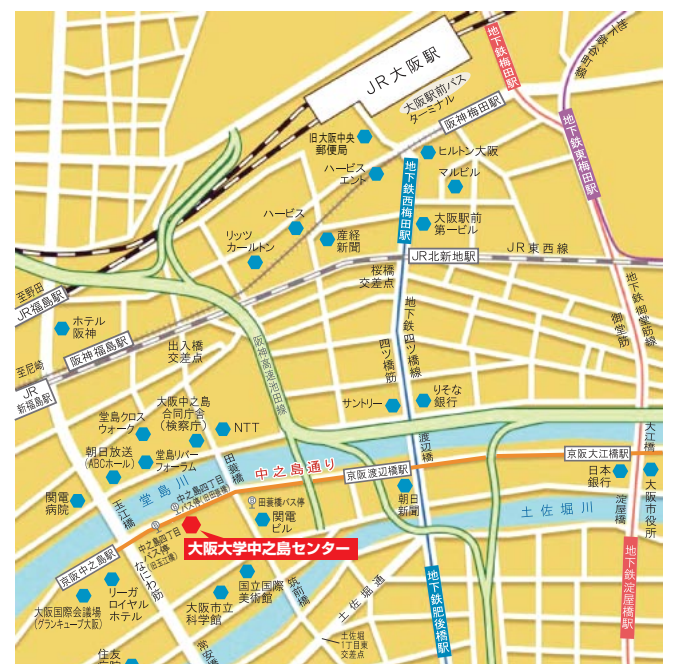 JR大阪駅
大阪駅前バス
ターミナル
地下鉄梅田駅
地下鉄谷町線
阪神梅田駅
地下鉄東梅田駅
旧大阪中央
郵便局
ヒルトン大阪
ハービス
エント
マルビル
地下鉄西梅田駅
ハービス
大阪駅前
第一ビル
リッツ
カールトン
産経
新聞
JR東西線
JR北新地駅
桜橋
交差点
至野田
JR福島駅
地下鉄御堂筋線
御堂筋
ホテル
阪神
阪神福島駅
出入橋
交差点
阪神高速池田線
地下鉄四ツ橋線
四ツ橋筋
至尼崎
JR
新福島駅
大阪中之島
合同庁舎
(検察庁)
サントリー
りそな
銀行
堂島クロス
ウォーク
NTT
朝日放送
(ABCホール)
堂島リバー
フォーラム
田蓑橋
渡辺橋
大江橋
中之島通り
京阪大江橋駅
京阪渡辺橋駅
堂島川
中之島四丁目
バス停
(旧田蓑橋)
日本
銀行
大阪市役所
関電
病院
玉江橋
田蓑橋バス停
朝日
新聞
淀屋橋
関電
ビル
土佐堀川
中之島四丁目
バス停
(旧玉江橋)
大阪大学中之島センター
京阪中之島駅
なにわ筋
国立国際
美術館
筑前橋
土佐堀通
地下鉄肥後橋駅
地下鉄淀屋橋駅
リーガ
ロイヤル
ホテル
大阪国際会議場
(グランキューブ大阪)
大阪市立
科学館
常安橋
土佐堀
1丁目東
交差点
住友